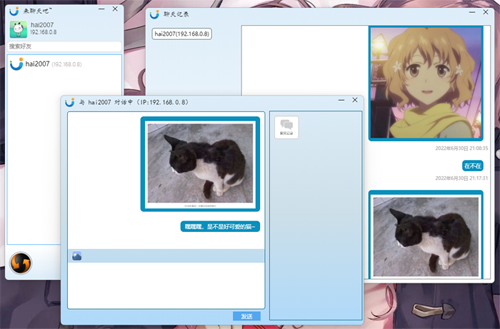 来聊天吧~
hai2007
192.168.0.8
搜索好友
hai2007 (192.168.0.8)
聊天记录
hai2007(192.168.0.8)
2022年6月30日 21:08:35
在不在
2022年6月30日 21:17:31
与 hai2007 对话中 (IP:192.168.0.8)
嘿嘿嘿，是不是好可爱的猫~
聊天记录
发送